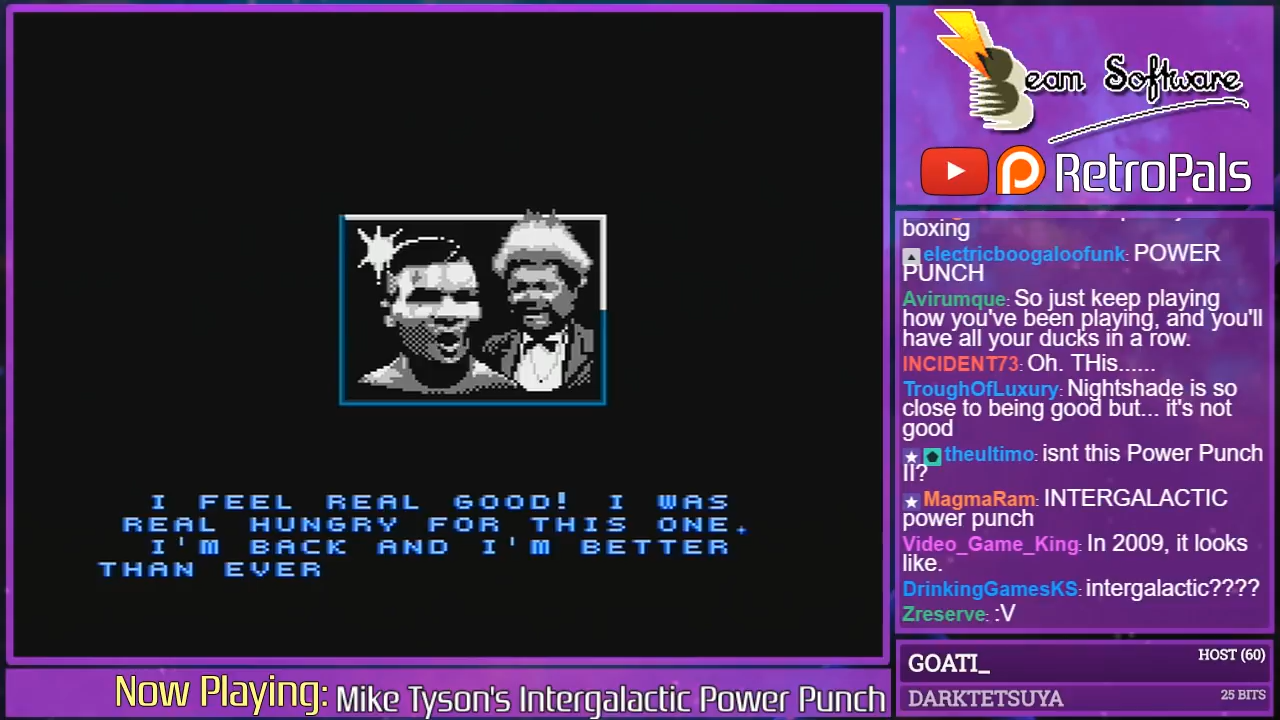 I FEEL REAL GOOD! I WAS
REAL HUNGRY FOR THIS ONE.
I'M BACK AND I'M BETTER
THAN EVER
Now Playing: Mike Tyson's Intergalactic Power Punch
Beam Software
RetroPals
boxing
electricboogaloofunk: POWER
PUNCH
Avirumque: So just keep playing
how you've been playing, and you'll
have all your ducks in a row.
INCIDENT73: Oh. THis......
TroughOfLuxury: Nightshade is so
close to being good but... it's not
good
theultimo: isnt this Power Punch
II?
MagmaRam: INTERGALACTIC
power punch
Video_Game_King: In 2009, it looks
like.
DrinkingGamesKS: intergalactic????
Zreserve: :V
GOATI_ HOST (60)
DARKTETSUYA 25 BITS